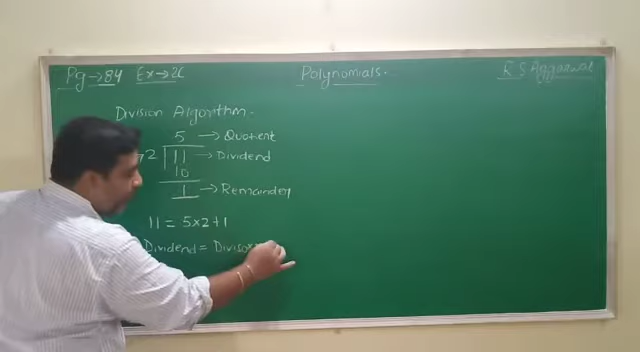 Pg → 84 Ex → 2C
Polynomials.
R S Aggarwal
Division Algorithm.
5 → Quotient
2 11 → Dividend
10
1 → Remainder
11 = 5 × 2 + 1
Dividend = Divisor